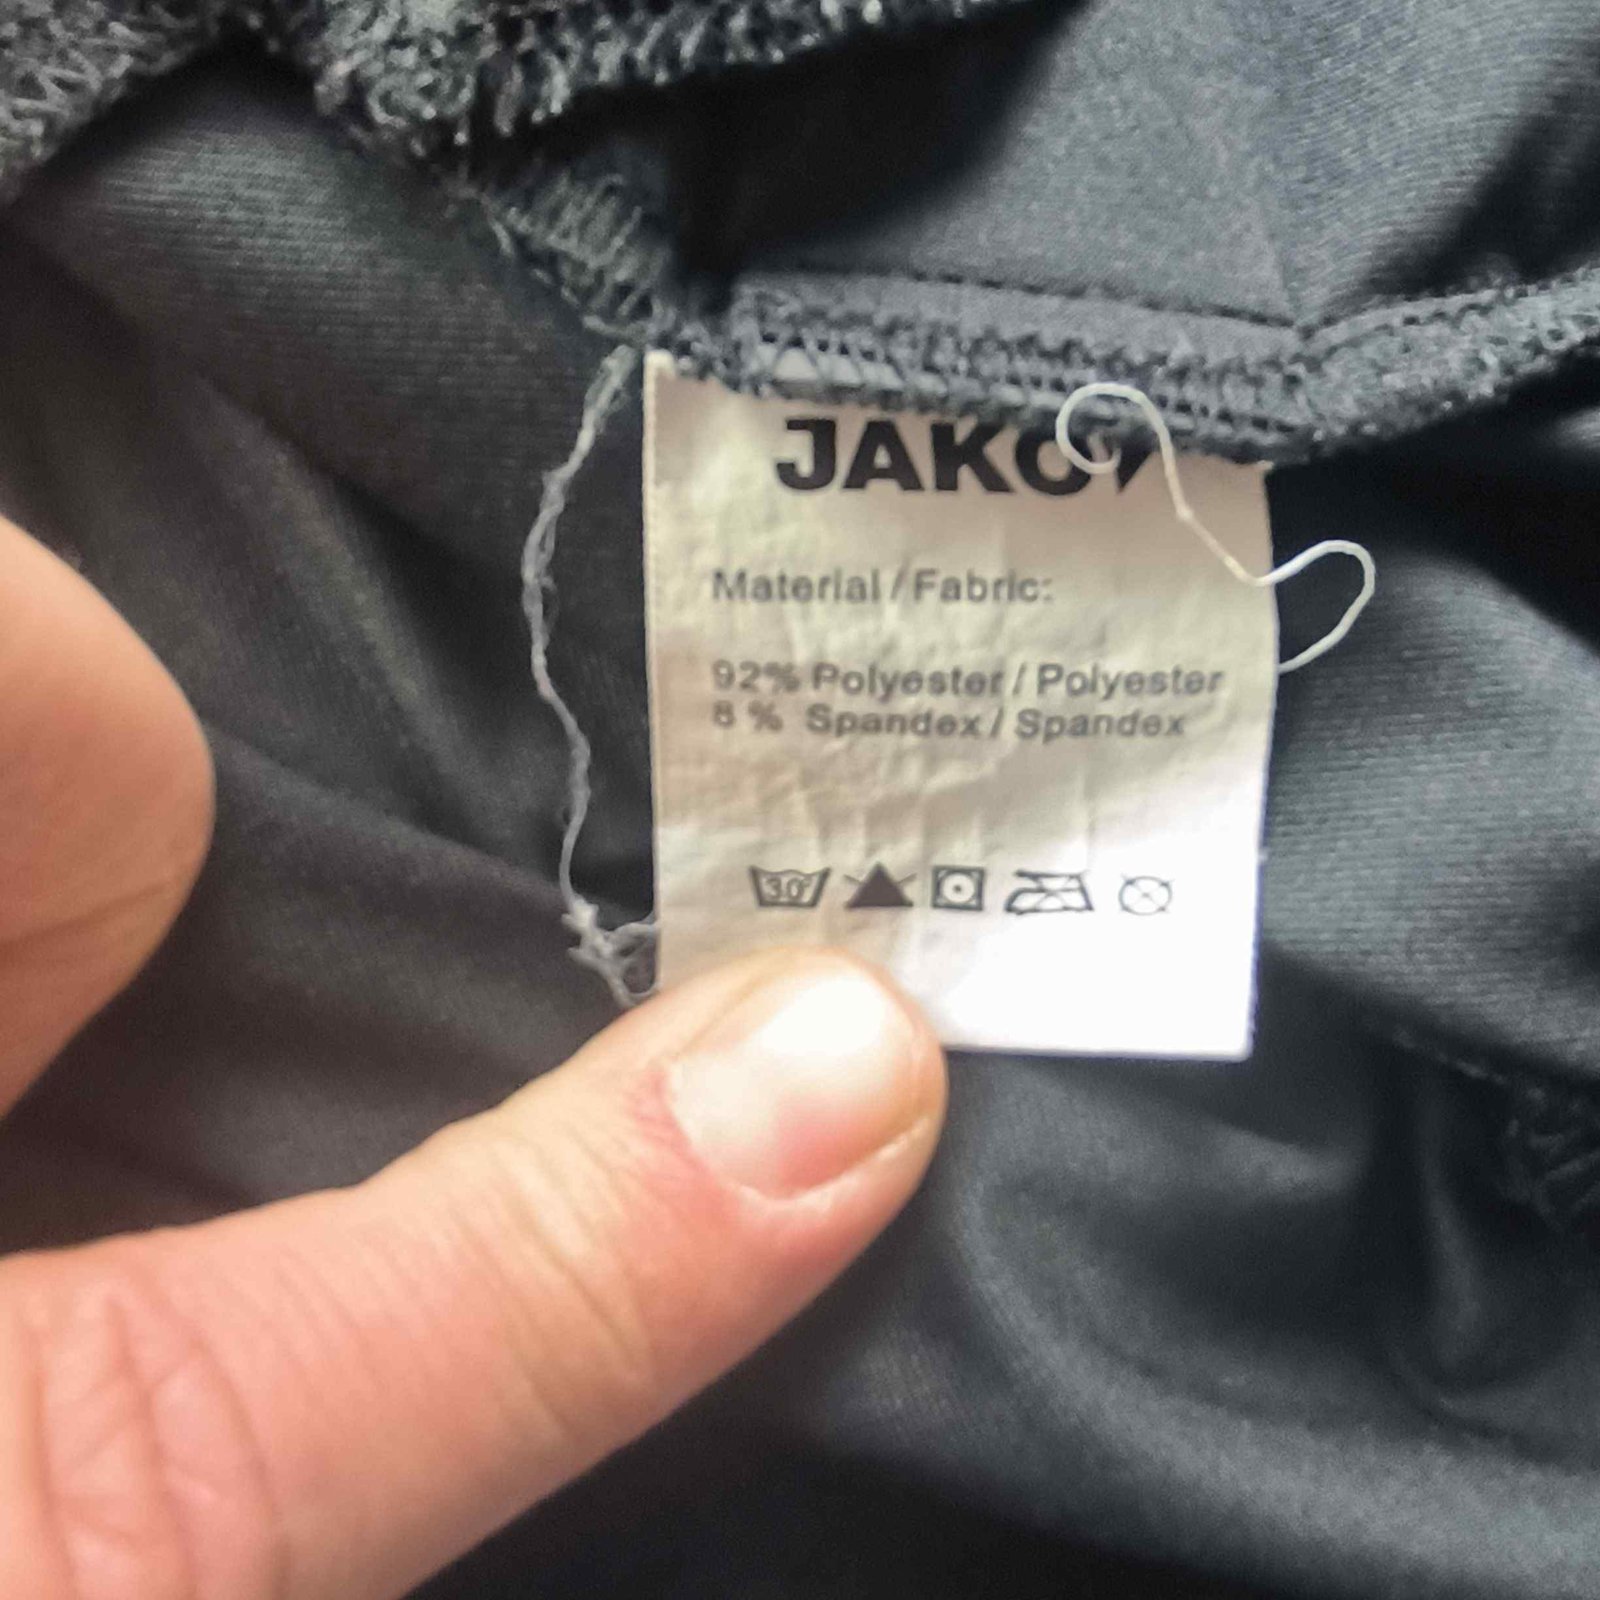 JAKO
Material / Fabric:
92% Polyester / Polyester
8 % Spandex / Spandex
30°